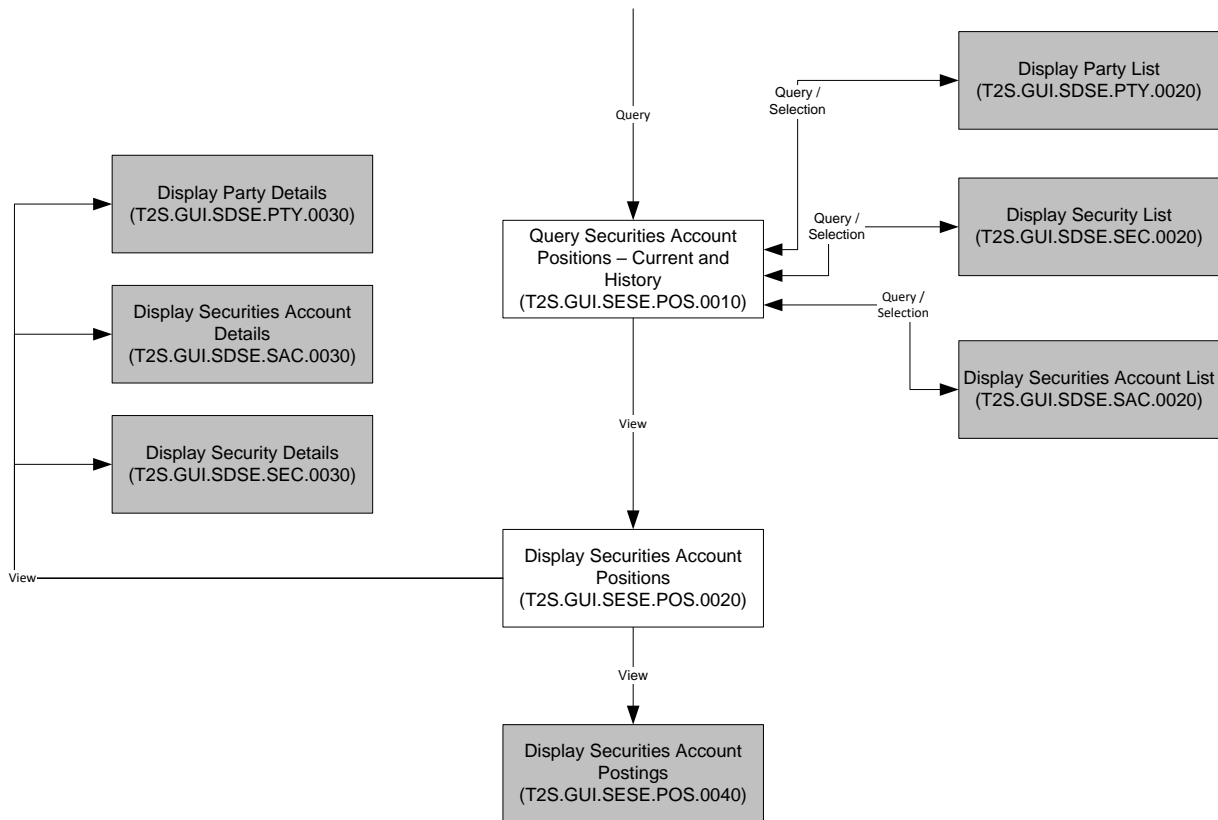 Display Party List
(T2S.GUI.SDSE.PTY.0020)
Query /
Selection
Query
Display Party Details
(T2S.GUI.SDSE.PTY.0030)
Query Securities Account
Positions – Current and
History
(T2S.GUI.SESE.POS.0010)
Query /
Selection
Display Security List
(T2S.GUI.SDSE.SEC.0020)
Display Securities Account
Details
(T2S.GUI.SDSE.SAC.0030)
Query /
Selection
Display Securities Account List
(T2S.GUI.SDSE.SAC.0020)
Display Security Details
(T2S.GUI.SDSE.SEC.0030)
View
Display Securities Account
Positions
(T2S.GUI.SESE.POS.0020)
View
View
Display Securities Account
Postings
(T2S.GUI.SESE.POS.0040)